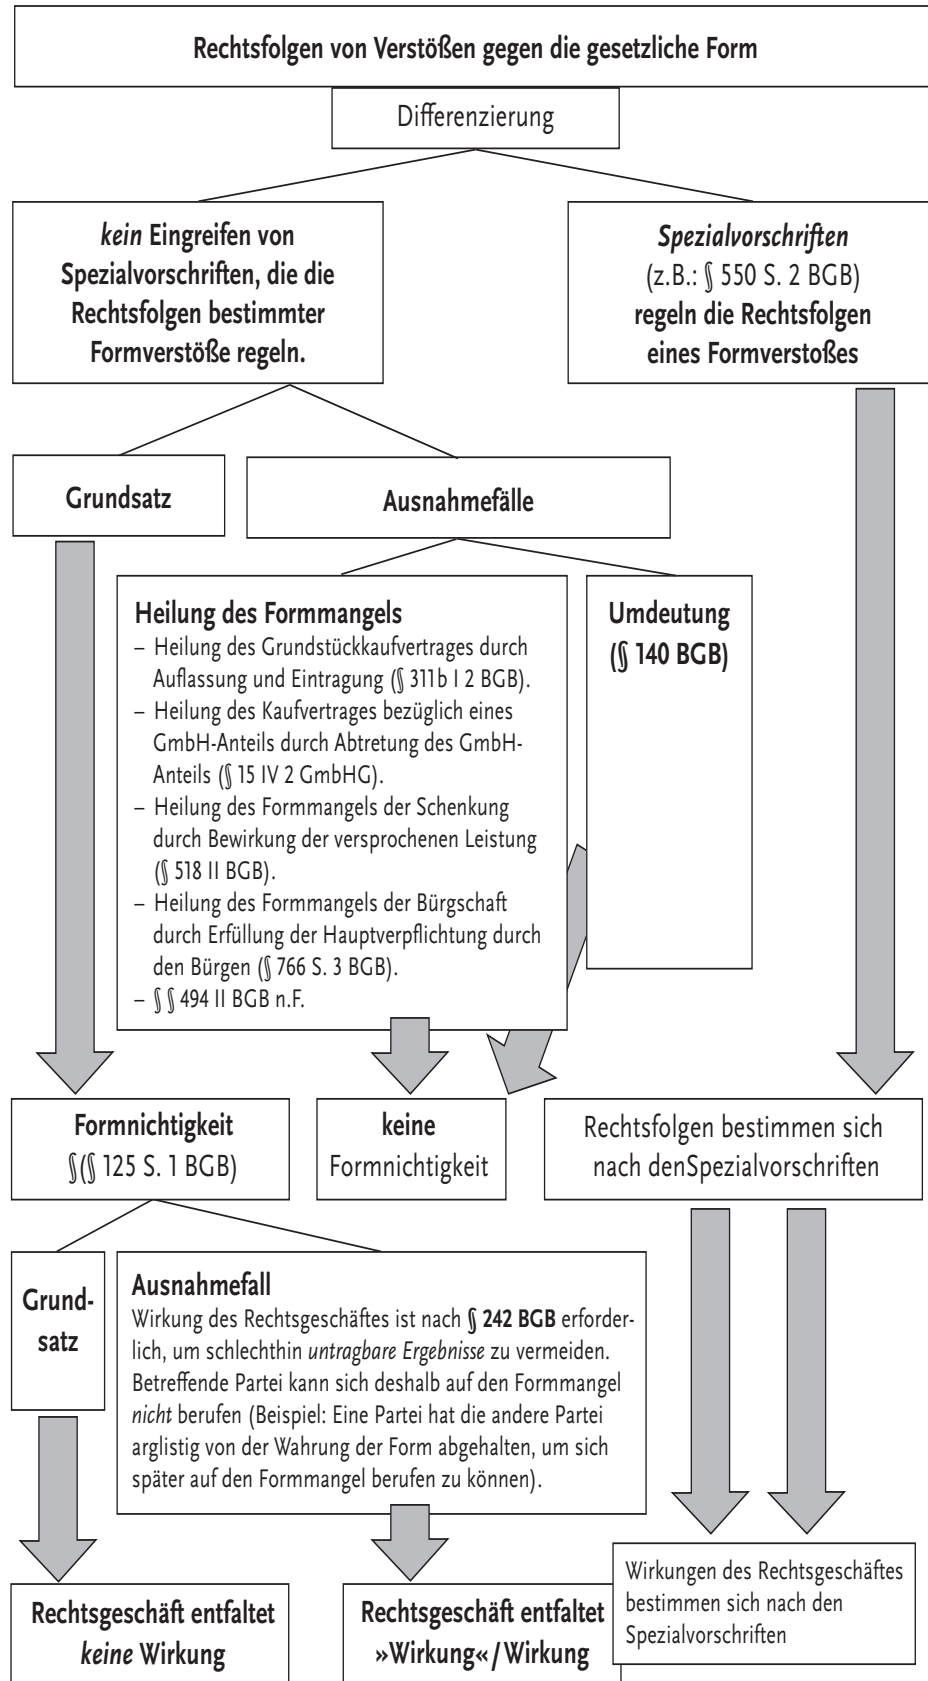 Rechtsfolgen von Verstößen gegen die gesetzliche Form
Differenzierung
kein Eingreifen von
Spezialvorschriften, die die
Rechtsfolgen bestimmter
Formverstöße regeln.
Spezialvorschriften
(z.B.: § 550 S. 2 BGB)
regeln die Rechtsfolgen
eines Formverstoßes
Grundsatz
Ausnahmefälle
Heilung des Formmangels
– Heilung des Grundstückkaufvertrages durch
Auflassung und Eintragung (§ 311b I 2 BGB).
– Heilung des Kaufvertrages bezüglich eines
GmbH-Anteils durch Abtretung des GmbH-
Anteils (§ 15 IV 2 GmbHG).
– Heilung des Formmangels der Schenkung
durch Bewirkung der versprochenen Leistung
(§ 518 II BGB).
– Heilung des Formmangels der Bürgschaft
durch Erfüllung der Hauptverpflichtung durch
den Bürgen (§ 766 S. 3 BGB).
– § § 494 II BGB n.F.
Umdeutung
(§ 140 BGB)
Formnichtigkeit
§(§ 125 S. 1 BGB)
keine
Formnichtigkeit
Rechtsfolgen bestimmen sich
nach denSpezialvorschriften
Grund-
satz
Ausnahmefall
Wirkung des Rechtsgeschäftes ist nach § 242 BGB erforder-
lich, um schlechthin untragbare Ergebnisse zu vermeiden.
Betreffende Partei kann sich deshalb auf den Formmangel
nicht berufen (Beispiel: Eine Partei hat die andere Partei
arglistig von der Wahrung der Form abgehalten, um sich
später auf den Formmangel berufen zu können).
Rechtsgeschäft entfaltet
keine Wirkung
Rechtsgeschäft entfaltet
»Wirkung«/Wirkung
Wirkungen des Rechtsgeschäftes
bestimmen sich nach den
Spezialvorschriften